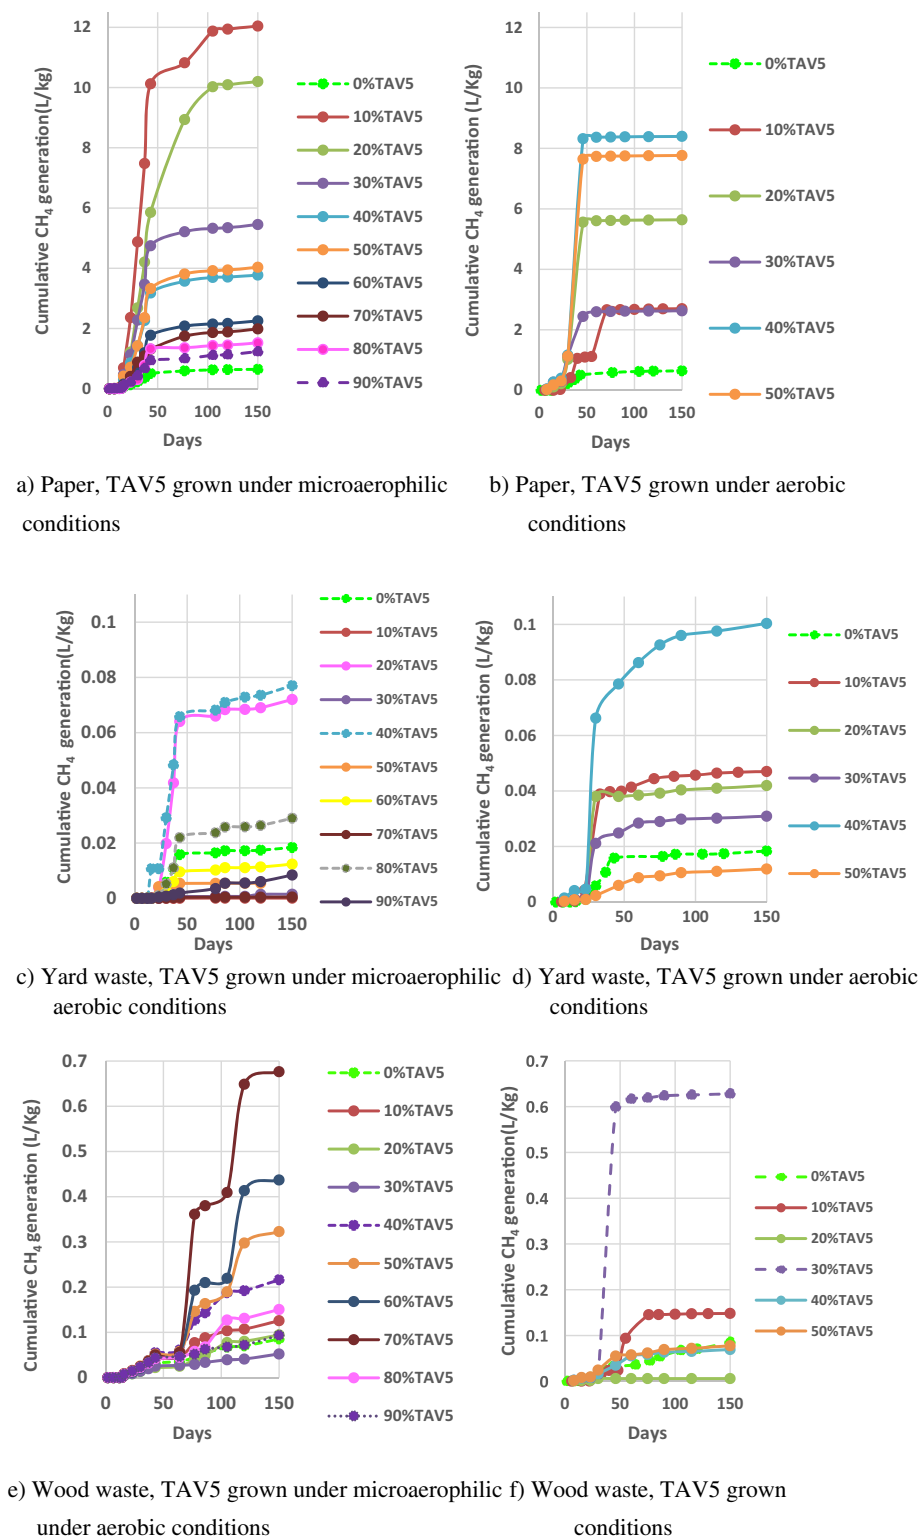 12
10
8
6
4
2
0
Cumulative CH4 generation(L/Kg)
0 50 100 150
Days
0%TAV5
10%TAV5
20%TAV5
30%TAV5
40%TAV5
50%TAV5
60%TAV5
70%TAV5
80%TAV5
90%TAV5
12
10
8
6
4
2
0
Cumulative CH4 generation (L/Kg)
0 50 100 150
Days
0%TAV5
10%TAV5
20%TAV5
30%TAV5
40%TAV5
50%TAV5
a) Paper, TAV5 grown under microaerophilic
conditions
b) Paper, TAV5 grown under aerobic
conditions
0.1
0.08
0.06
0.04
0.02
0
Cumulative CH4 generation(L/Kg)
0 50 100 150
Days
0%TAV5
10%TAV5
20%TAV5
30%TAV5
40%TAV5
50%TAV5
60%TAV5
70%TAV5
80%TAV5
90%TAV5
0.1
0.08
0.06
0.04
0.02
0
Cumulative CH4 generation (L/Kg)
0 50 100 150
Days
0%TAV5
10%TAV5
20%TAV5
30%TAV5
40%TAV5
50%TAV5
c) Yard waste, TAV5 grown under microaerophilic
aerobic conditions
d) Yard waste, TAV5 grown under aerobic
conditions
0.7
0.6
0.5
0.4
0.3
0.2
0.1
0
Cumulative CH4 generation (L/Kg)
0 50 100 150
Days
0%TAV5
10%TAV5
20%TAV5
30%TAV5
40%TAV5
50%TAV5
60%TAV5
70%TAV5
80%TAV5
90%TAV5
0.7
0.6
0.5
0.4
0.3
0.2
0.1
0
Cumulative CH4 generation(L/Kg)
0 50 100 150
Days
0%TAV5
10%TAV5
20%TAV5
30%TAV5
40%TAV5
50%TAV5
e) Wood waste, TAV5 grown under microaerophilic
under aerobic conditions
f) Wood waste, TAV5 grown
conditions